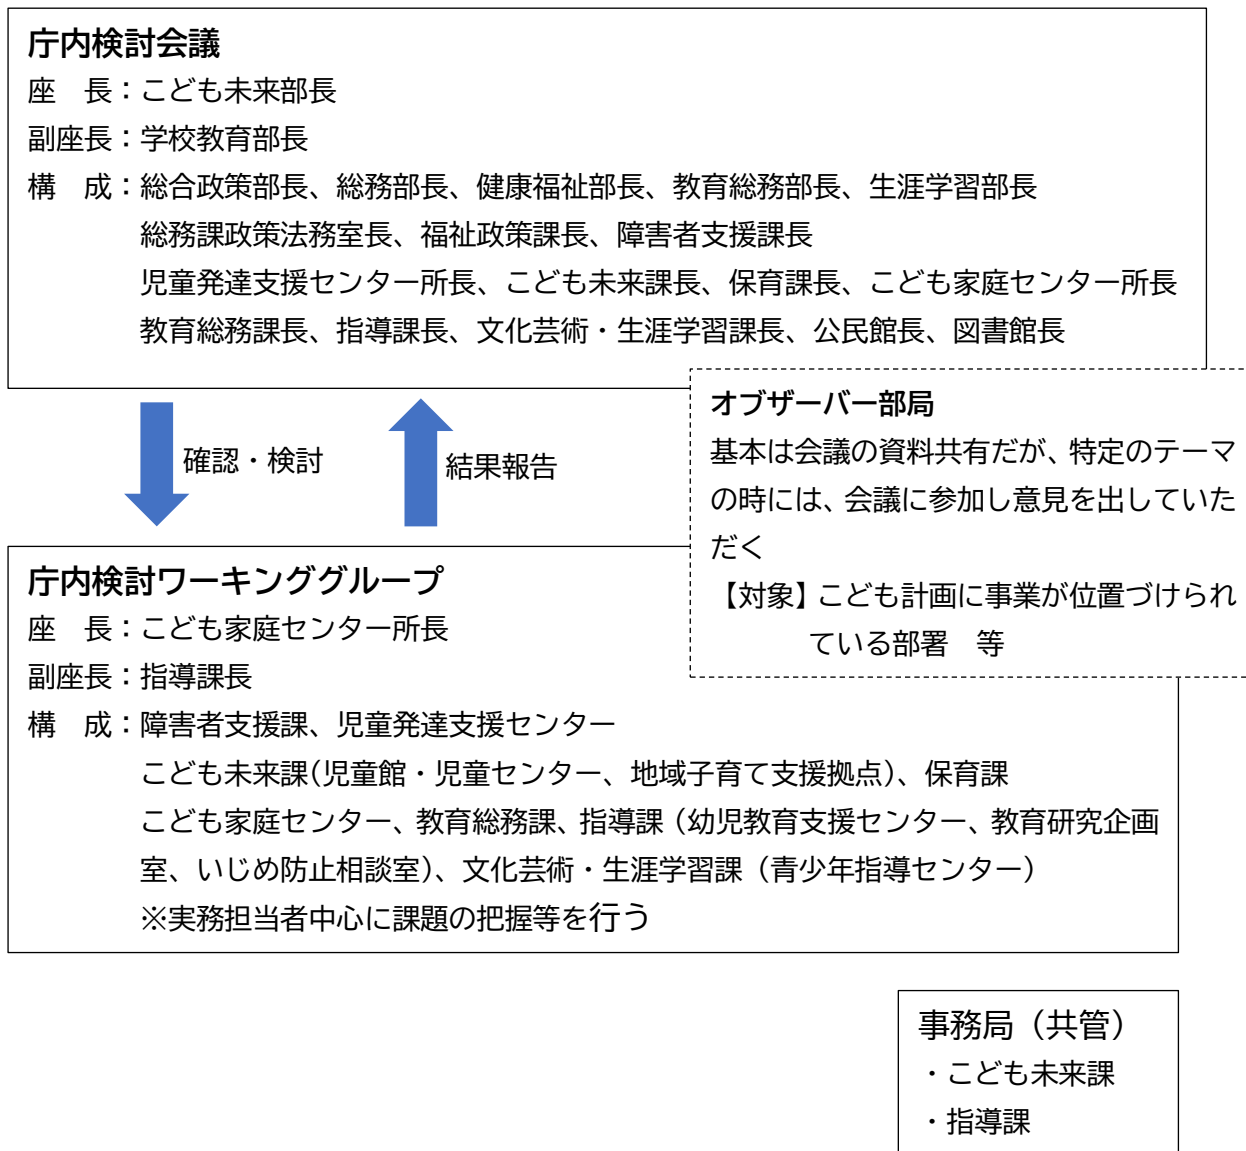 庁内検討会議
座　長：こども未来部長
副座長：学校教育部長
構　成：総合政策部長、総務部長、健康福祉部長、教育総務部長、生涯学習部長
総務課政策法務室長、福祉政策課長、障害者支援課長
児童発達支援センター所長、こども未来課長、保育課長、こども家庭センター所長
教育総務課長、指導課長、文化芸術・生涯学習課長、公民館長、図書館長
確認・検討
結果報告
オブザーバー部局
基本は会議の資料共有だが、特定のテーマ
の時には、会議に参加し意見を出していた
だく
【対象】こども計画に事業が位置づけられ
ている部署　等
庁内検討ワーキンググループ
座　長：こども家庭センター所長
副座長：指導課長
構　成：障害者支援課、児童発達支援センター
こども未来課(児童館・児童センター、地域子育て支援拠点)、保育課
こども家庭センター、教育総務課、指導課（幼児教育支援センター、教育研究企画
室、いじめ防止相談室)、文化芸術・生涯学習課（青少年指導センター）
※実務担当者中心に課題の把握等を行う
事務局（共管）
・こども未来課
・指導課